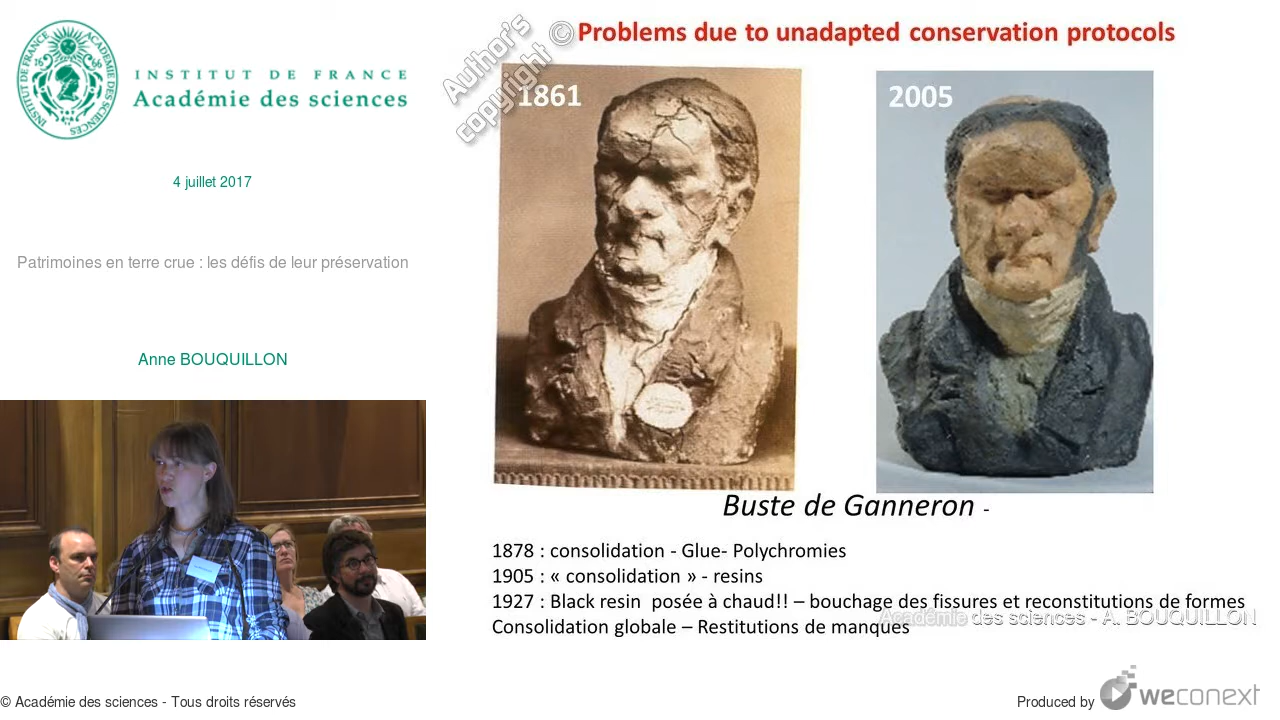 INSTITUT DE FRANCE
Académie des sciences
4 juillet 2017
Patrimoines en terre crue : les défis de leur préservation
Anne BOUQUILLON
Author's ©
copyright
Problems due to unadapted conservation protocols
1861
2005
Buste de Ganneron -
1878 : consolidation - Glue- Polychromies
1905 : « consolidation » - resins
1927 : Black resin posée à chaud!! – bouchage des fissures et reconstitutions de formes
Académie des sciences - A. BOUQUILLON
Consolidation globale – Restitutions de manques
© Académie des sciences - Tous droits réservés
Produced by weconext